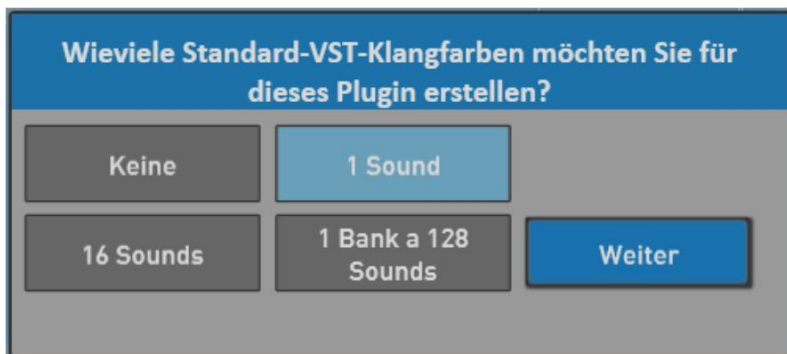 Wieviele Standard-VST-Klangfarben möchten Sie für
dieses Plugin erstellen?
Keine
1 Sound
16 Sounds
1 Bank a 128
Sounds
Weiter